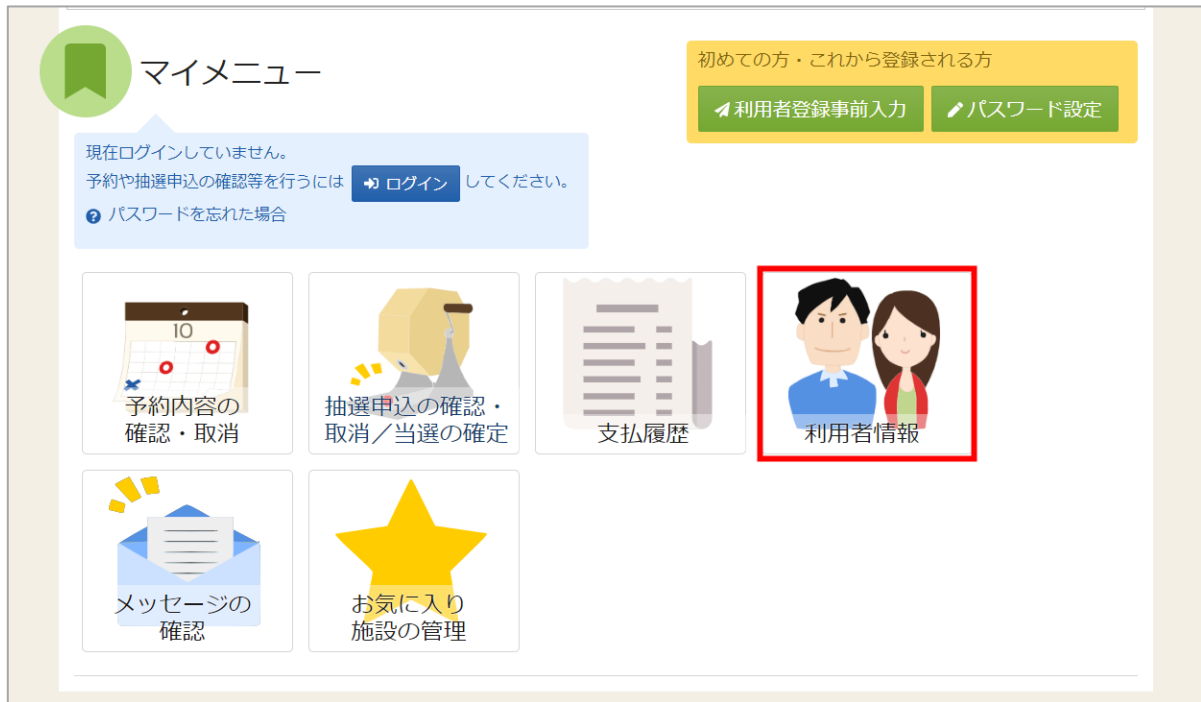 マイメニュー
初めての方・これから登録される方
利用者登録事前入力
パスワード設定
現在ログインしていません。
予約や抽選申込の確認等を行うには ログイン してください。
パスワードを忘れた場合
10
予約内容の
確認・取消
抽選申込の確認・
取消／当選の確定
支払履歴
利用者情報
メッセージの
確認
お気に入り
施設の管理